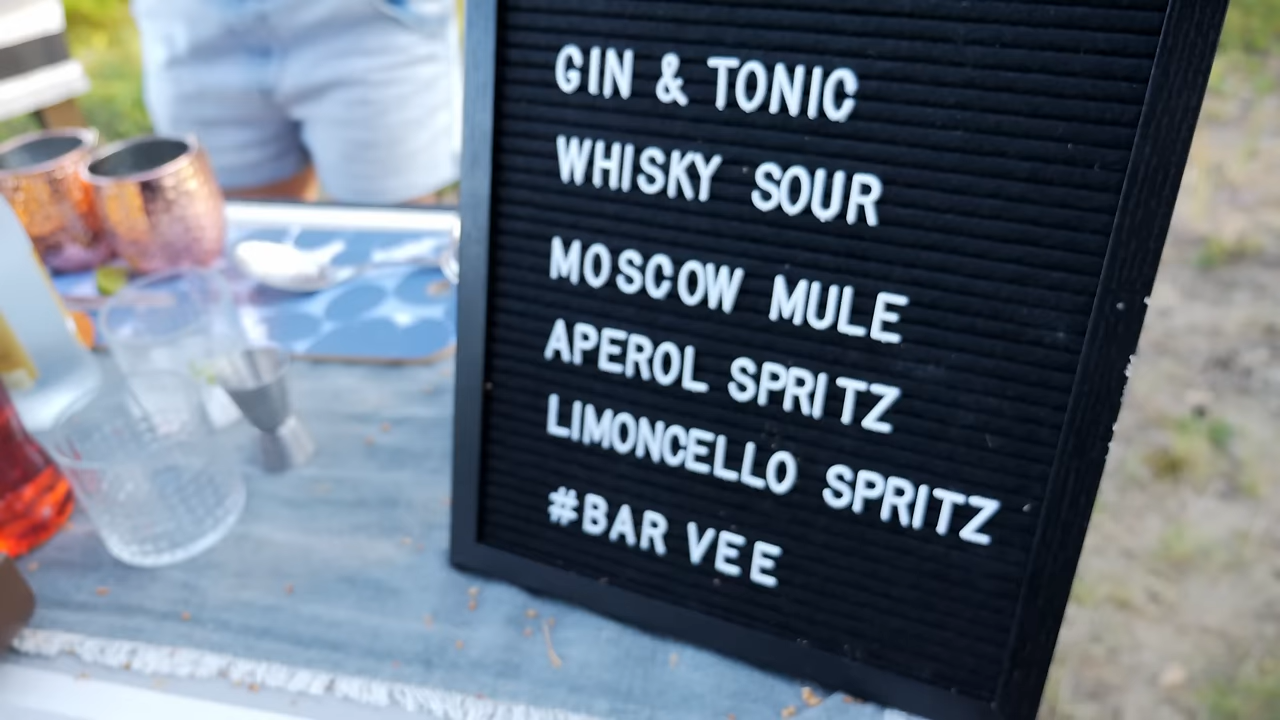 GIN & TONIC
WHISKY SOUR
MOSCOW MULE
APEROL SPRITZ
LIMONCELLO SPRITZ
#BAR VEE